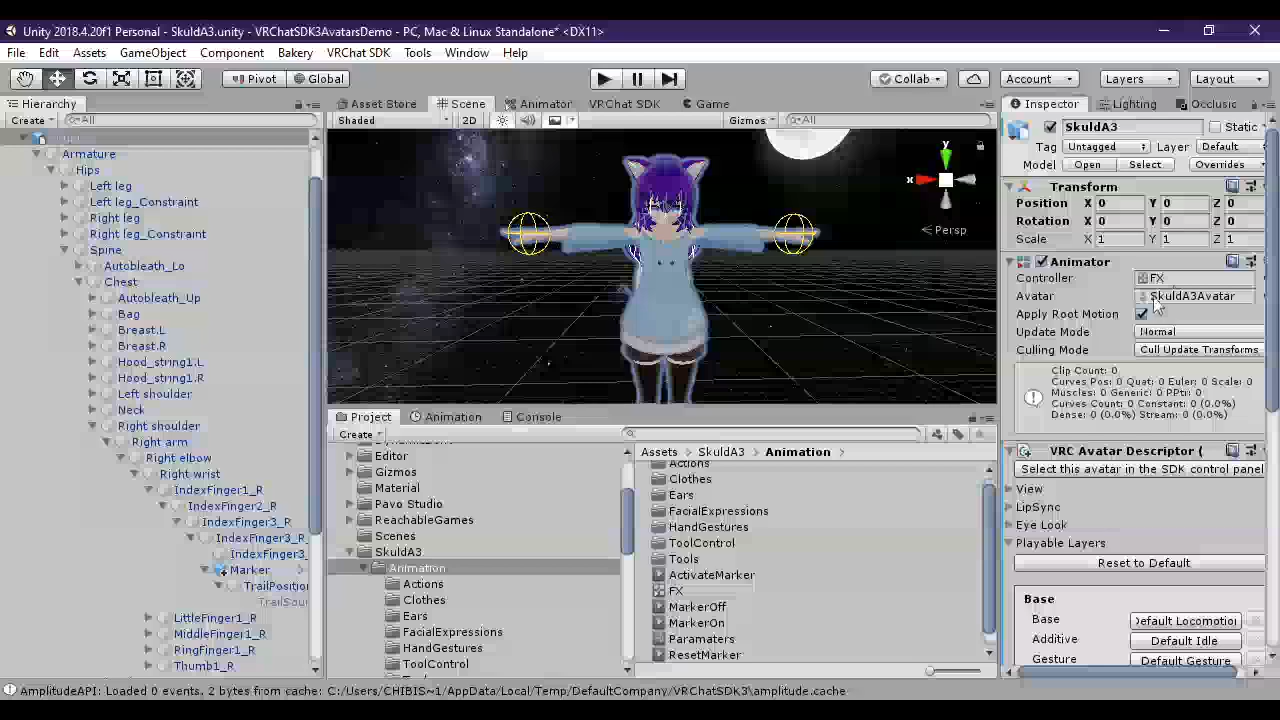 Unity 2018.4.20f1 Personal - SkuldA3.unity - VRChatSDK3AvatarsDemo - PC, Mac & Linux Standalone* <DX11>
File Edit Assets GameObject Component Bakery VRChat SDK Tools Window Help
Pivot Global Collab Account Layers Layout
Hierarchy
Create All
Armature
Hips
Left leg
Left leg_Constraint
Right leg
Right leg_Constraint
Spine
Autobleath_Lo
Chest
Autobleath_Up
Bag
Breast.L
Breast.R
Hood_string1.L
Hood_string1.R
Left shoulder
Neck
Right shoulder
Right arm
Right elbow
Right wrist
IndexFinger1_R
IndexFinger2_R
IndexFinger3_R
IndexFinger3_R_
IndexFinger3_
Marker
TrailPosition
TrailSour
LittleFinger1_R
MiddleFinger1_R
RingFinger1_R
Thumb1_R
Asset Store Scene Animator VRChat SDK Game
Shaded 2D Gizmos All
y
x
Persp
Project Animation Console
Create
Editor
Gizmos
Material
Pavo Studio
ReachableGames
Scenes
SkuldA3
Animation
Actions
Clothes
Ears
FacialExpressions
HandGestures
ToolControl
Assets SkuldA3 Animation
Actions
Clothes
Ears
FacialExpressions
HandGestures
ToolControl
Tools
ActivateMarker
FX
MarkerOff
MarkerOn
Paramaters
ResetMarker
Inspector Lighting Occlusic
SkuldA3 Static
Tag Untagged Layer Default
Model Open Select Overrides
Transform
Position X 0 Y 0 Z 0
Rotation X 0 Y 0 Z 0
Scale X 1 Y 1 Z 1
Animator
Controller FX
Avatar SkuldA3Avatar
Apply Root Motion
Update Mode Normal
Culling Mode Cull Update Transforms
Clip Count: 0
Curves Pos: 0 Quat: 0 Euler: 0 Scale: 0
Muscles: 0 Generic: 0 PPtr: 0
Curves Count: 0 Constant: 0 (0.0%)
Dense: 0 (0.0%) Stream: 0 (0.0%)
VRC Avatar Descriptor (
Select this avatar in the SDK control panel
View
LipSync
Eye Look
Playable Layers
Reset to Default
Base
Base Default Locomotion
Additive Default Idle
Gesture Default Gesture
AmplitudeAPI: Loaded 0 events, 2 bytes from cache: C:/Users/CHIBIS~1/AppData/Local/Temp/DefaultCompany/VRChatSDK3\amplitude.cache